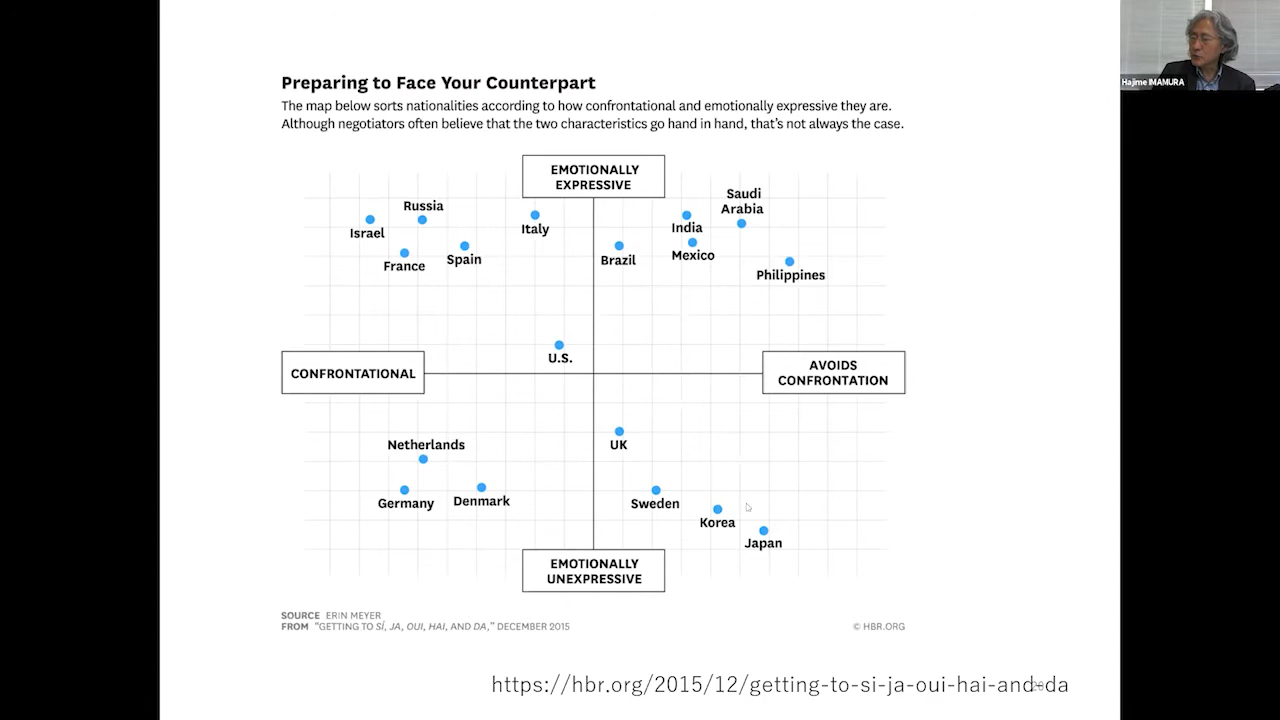 Hajime IMAMURA
Preparing to Face Your Counterpart
The map below sorts nationalities according to how confrontational and emotionally expressive they are.
Although negotiators often believe that the two characteristics go hand in hand, that's not always the case.
EMOTIONALLY
EXPRESSIVE
Saudi
Arabia
Russia
Israel
Italy
India
France
Spain
Brazil
Mexico
Philippines
U.S.
CONFRONTATIONAL
AVOIDS
CONFRONTATION
Netherlands
UK
Germany
Denmark
Sweden
Korea
Japan
EMOTIONALLY
UNEXPRESSIVE
SOURCE ERIN MEYER
FROM "GETTING TO SÍ, JA, OUI, HAI, AND DA," DECEMBER 2015
© HBR.ORG
https://hbr.org/2015/12/getting-to-si-ja-oui-hai-and-da